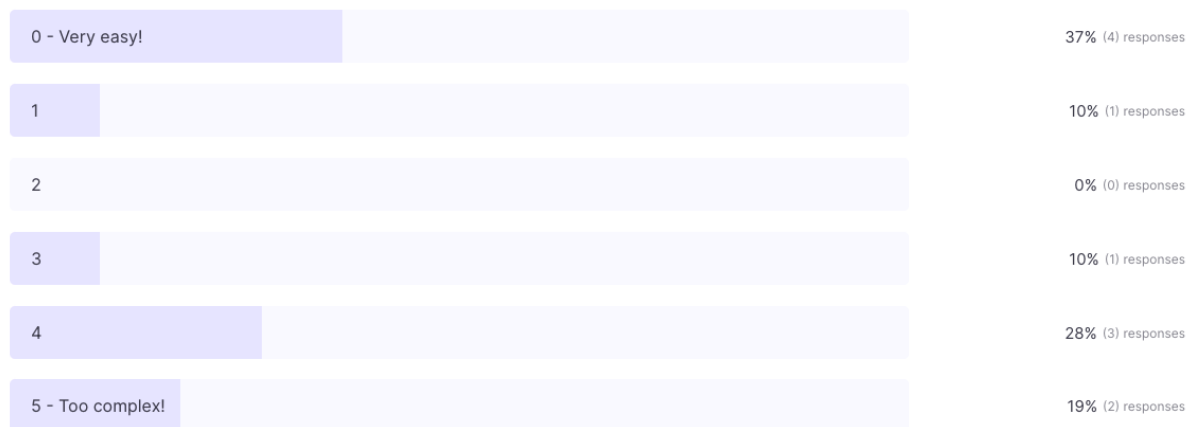 0 - Very easy! 37% (4) responses
1 10% (1) responses
2 0% (0) responses
3 10% (1) responses
4 28% (3) responses
5 - Too complex! 19% (2) responses